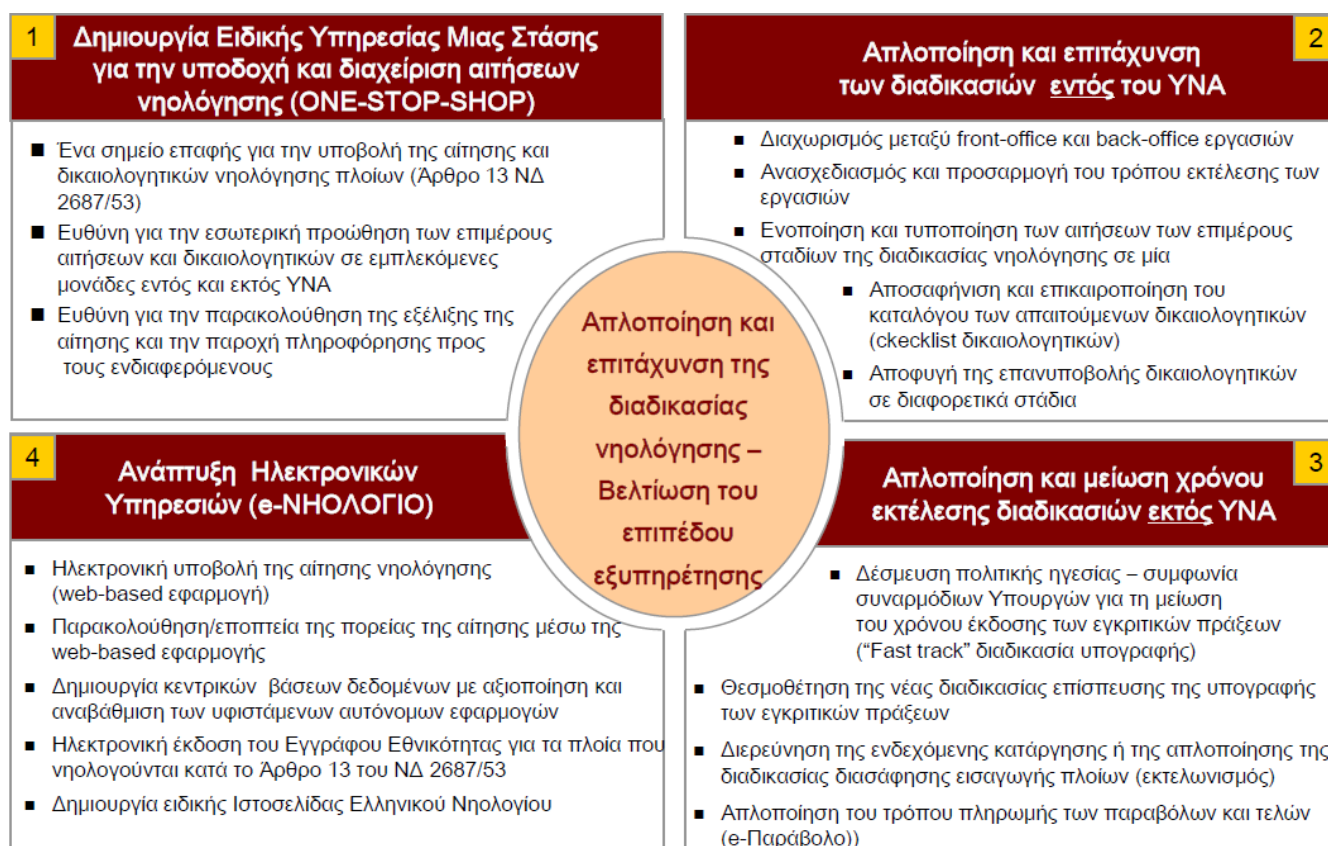 1
Δημιουργία Ειδικής Υπηρεσίας Μιας Στάσης
για την υποδοχή και διαχείριση αιτήσεων
νηολόγησης (ONE-STOP-SHOP)
■ Ένα σημείο επαφής για την υποβολή της αίτησης και
δικαιολογητικών νηολόγησης πλοίων (Άρθρο 13 ΝΔ
2687/53)
■ Ευθύνη για την εσωτερική προώθηση των επιμέρους
αιτήσεων και δικαιολογητικών σε εμπλεκόμενες
μονάδες εντός και εκτός ΥΝΑ
■ Ευθύνη για την παρακολούθηση της εξέλιξης της
αίτησης και την παροχή πληροφόρησης προς
τους ενδιαφερόμενους
2
Απλοποίηση και επιτάχυνση
των διαδικασιών εντός του ΥΝΑ
■ Διαχωρισμός μεταξύ front-office και back-office εργασιών
■ Ανασχεδιασμός και προσαρμογή του τρόπου εκτέλεσης των
εργασιών
■ Ενοποίηση και τυποποίηση των αιτήσεων των επιμέρους
σταδίων της διαδικασίας νηολόγησης σε μία
■ Αποσαφήνιση και επικαιροποίηση του
καταλόγου των απαιτούμενων δικαιολογητικών
(ckecklist δικαιολογητικών)
■ Αποφυγή της επανυποβολής δικαιολογητικών
σε διαφορετικά στάδια
Απλοποίηση και
επιτάχυνση της
διαδικασίας
νηολόγησης –
Βελτίωση του
επιπέδου
εξυπηρέτησης
3
Απλοποίηση και μείωση χρόνου
εκτέλεσης διαδικασιών εκτός ΥΝΑ
■ Δέσμευση πολιτικής ηγεσίας – συμφωνία
συναρμόδιων Υπουργών για τη μείωση
του χρόνου έκδοσης των εγκριτικών πράξεων
(“Fast track” διαδικασία υπογραφής)
■ Θεσμοθέτηση της νέας διαδικασίας επίσπευσης της υπογραφής
των εγκριτικών πράξεων
■ Διερεύνηση της ενδεχόμενης κατάργησης ή της απλοποίησης της
διαδικασίας διασάφησης εισαγωγής πλοίων (εκτελωνισμός)
■ Απλοποίηση του τρόπου πληρωμής των παραβόλων και τελών
(e-Παράβολο))
4
Ανάπτυξη Ηλεκτρονικών
Υπηρεσιών (e-ΝΗΟΛΟΓΙΟ)
■ Ηλεκτρονική υποβολή της αίτησης νηολόγησης
(web-based εφαρμογή)
■ Παρακολούθηση/εποπτεία της πορείας της αίτησης μέσω της
web-based εφαρμογής
■ Δημιουργία κεντρικών βάσεων δεδομένων με αξιοποίηση και
αναβάθμιση των υφιστάμενων αυτόνομων εφαρμογών
■ Ηλεκτρονική έκδοση του Εγγράφου Εθνικότητας για τα πλοία που
νηολογούνται κατά το Άρθρο 13 του ΝΔ 2687/53
■ Δημιουργία ειδικής Ιστοσελίδας Ελληνικού Νηολογίου